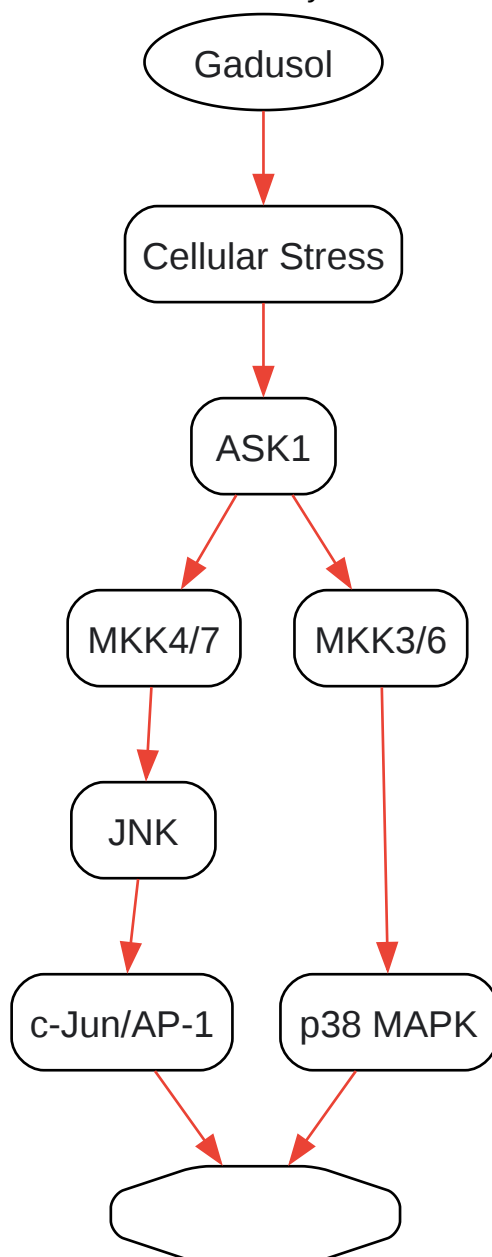 Gadusol
Cellular Stress
ASK1
MKK4/7
MKK3/6
JNK
c-Jun/AP-1
p38 MAPK